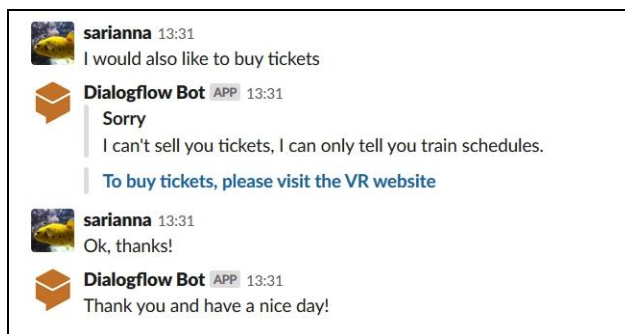 sarianna 13:31
I would also like to buy tickets
Dialogflow Bot APP 13:31
Sorry
I can't sell you tickets, I can only tell you train schedules.
To buy tickets, please visit the VR website
sarianna 13:31
Ok, thanks!
Dialogflow Bot APP 13:31
Thank you and have a nice day!